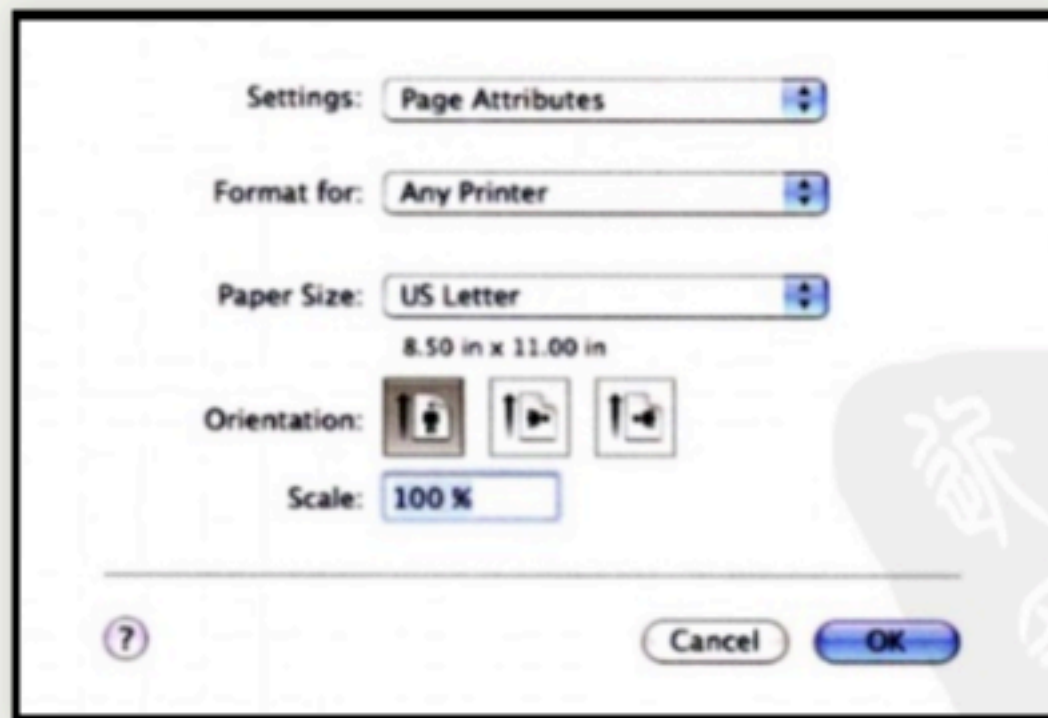 Settings: Page Attributes
Format for: Any Printer
Paper Size: US Letter
8.50 in x 11.00 in
Orientation:
Scale: 100 %
? Cancel OK